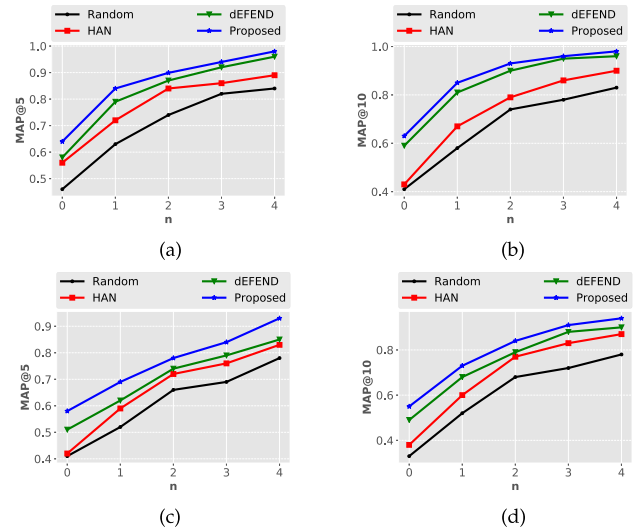 Random
dEFEND
HAN
Proposed
1.0
0.9
0.8
0.7
0.6
0.5
MAP@5
0 1 2 3 4
n
(a)
Random
dEFEND
HAN
Proposed
1.0
0.8
0.6
0.4
MAP@10
0 1 2 3 4
n
(b)
Random
dEFEND
HAN
Proposed
0.9
0.8
0.7
0.6
0.5
0.4
MAP@5
0 1 2 3 4
n
(c)
Random
dEFEND
HAN
Proposed
0.8
0.6
0.4
MAP@10
0 1 2 3 4
n
(d)